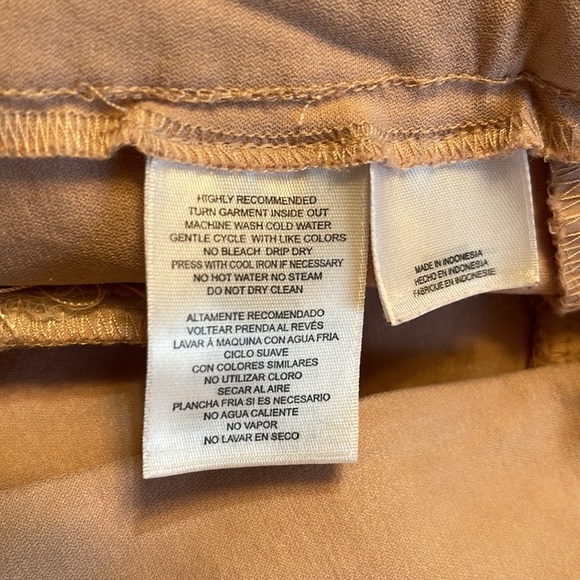 HIGHLY RECOMMENDED
TURN GARMENT INSIDE OUT
MACHINE WASH COLD WATER
GENTLE CYCLE WITH LIKE COLORS
NO BLEACH DRIP DRY
PRESS WITH COOL IRON IF NECESSARY
NO HOT WATER NO STEAM
DO NOT DRY CLEAN
ALTAMENTE RECOMENDADO
VOLTEAR PRENDA AL REVÉS
LAVAR Á MAQUINA CON AGUA FRIA
CICLO SUAVE
CON COLORES SIMILARES
NO UTILIZAR CLORO
SECAR AL AIRE
PLANCHA FRIA SI ES NECESARIO
NO AGUA CALIENTE
NO VAPOR
NO LAVAR EN SECO
MADE IN INDONESIA
HECHO EN INDONESIA
FABRIQUE EN INDONESIE